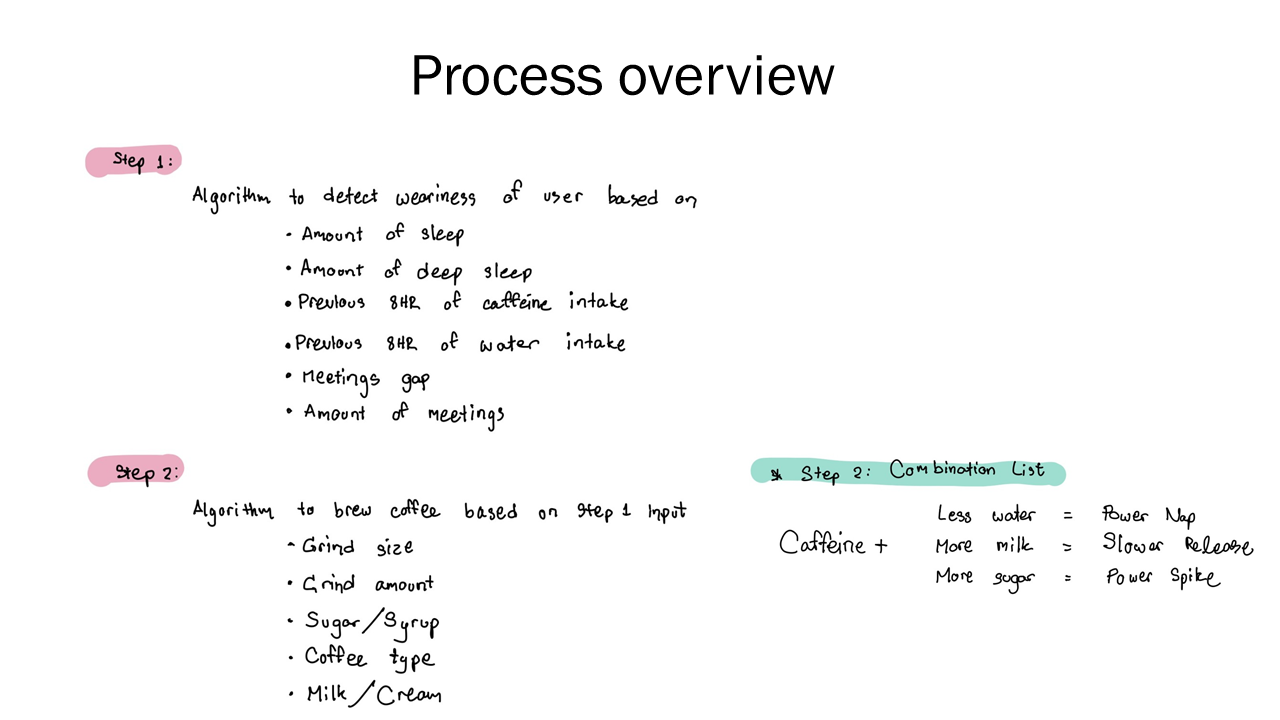 Process overview
Step 1:
Algorithm to detect weariness of user based on
• Amount of sleep
• Amount of deep sleep
• Previous 8HR of caffeine intake
• Previous 8HR of water intake
• Meetings gap
• Amount of meetings
Step 2:
Algorithm to brew coffee based on Step 1 Input
• Grind size
• Grind amount
• Sugar/Syrup
• Coffee type
• Milk/Cream
* Step 2: Combination List
Less water = Power Nap
Caffeine + More milk = Slower Release
More sugar = Power Spike